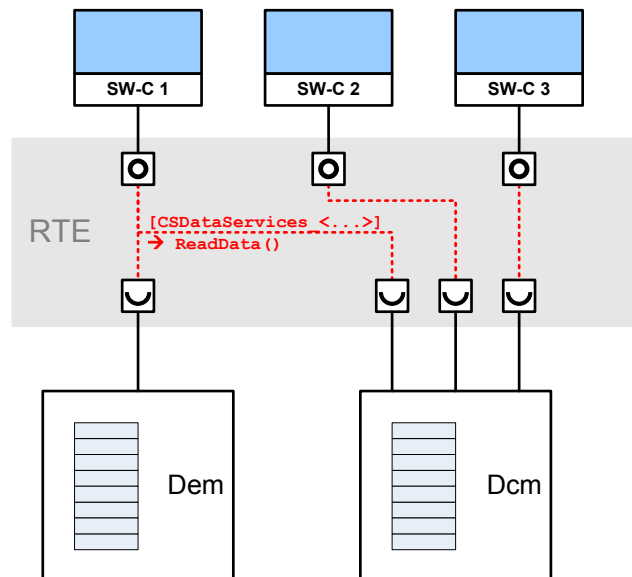 SW-C 1
SW-C 2
SW-C 3
RTE
[CSDataServices_<...>]
→ ReadData()
Dem
Dcm